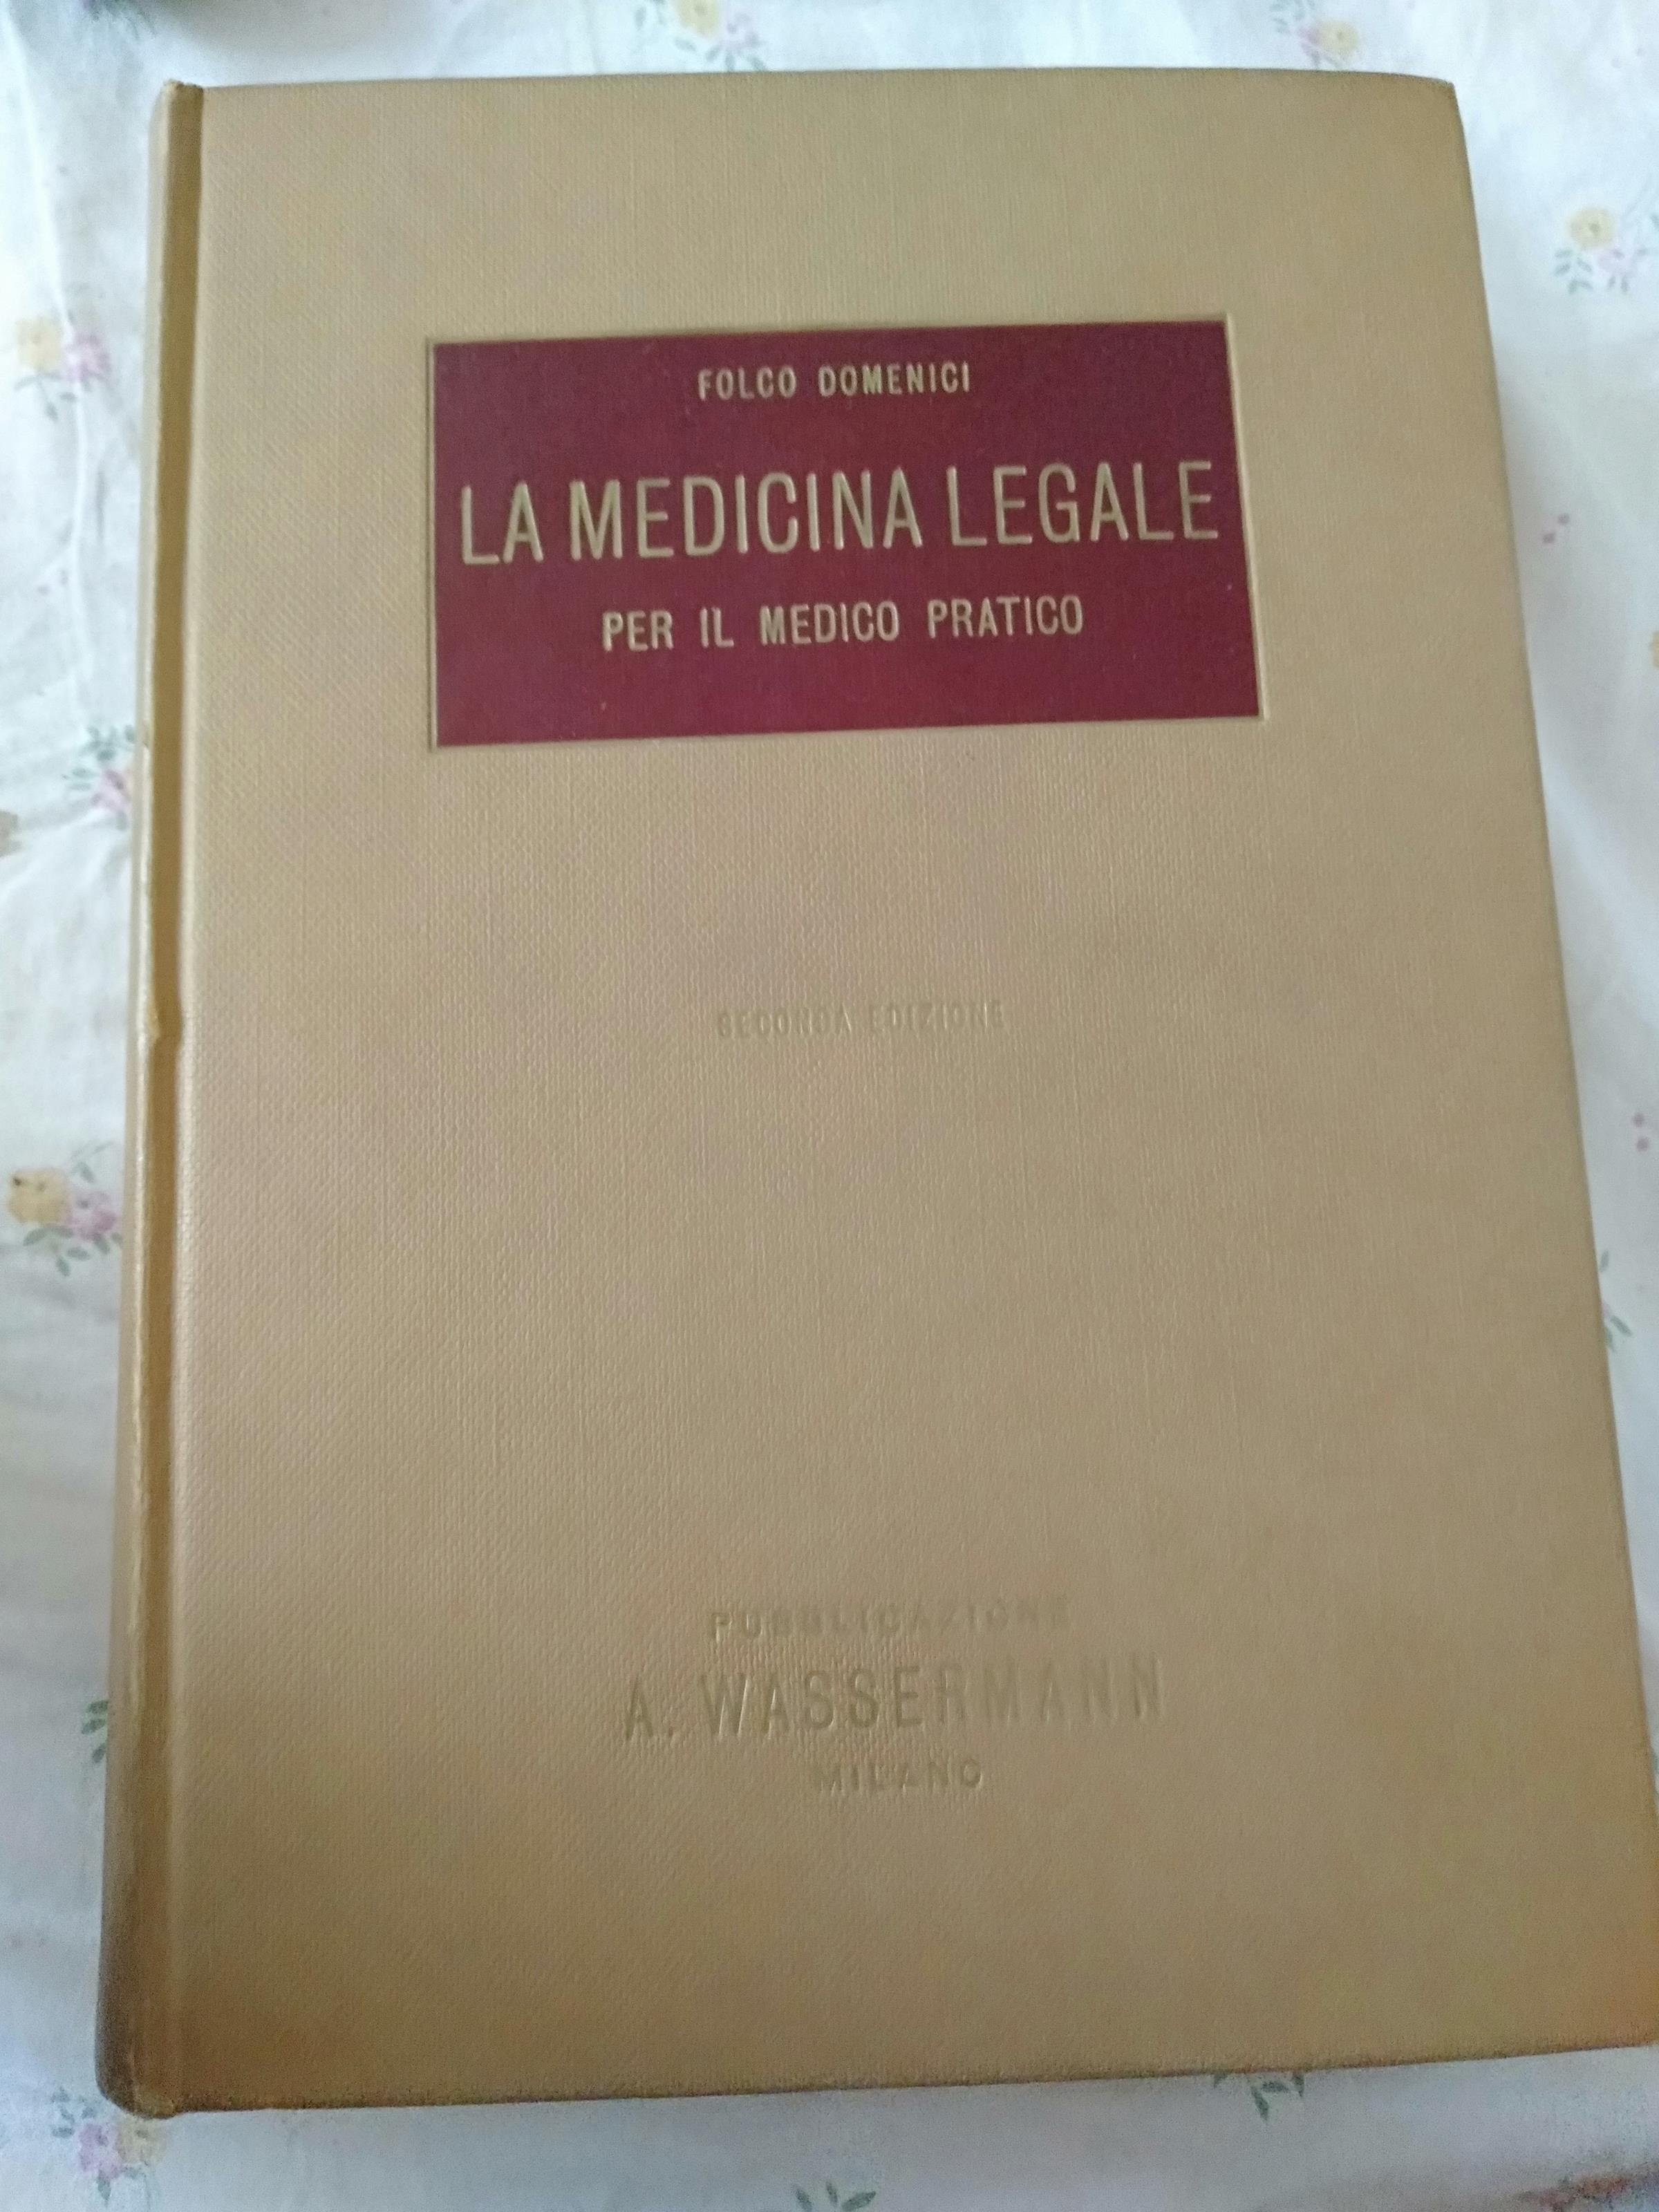 FOLCO DOMENICI
LA MEDICINA LEGALE
PER IL MEDICO PRATICO
SECONDA EDIZIONE
PUBBLICAZIONE
A. WASSERMANN
MILANO